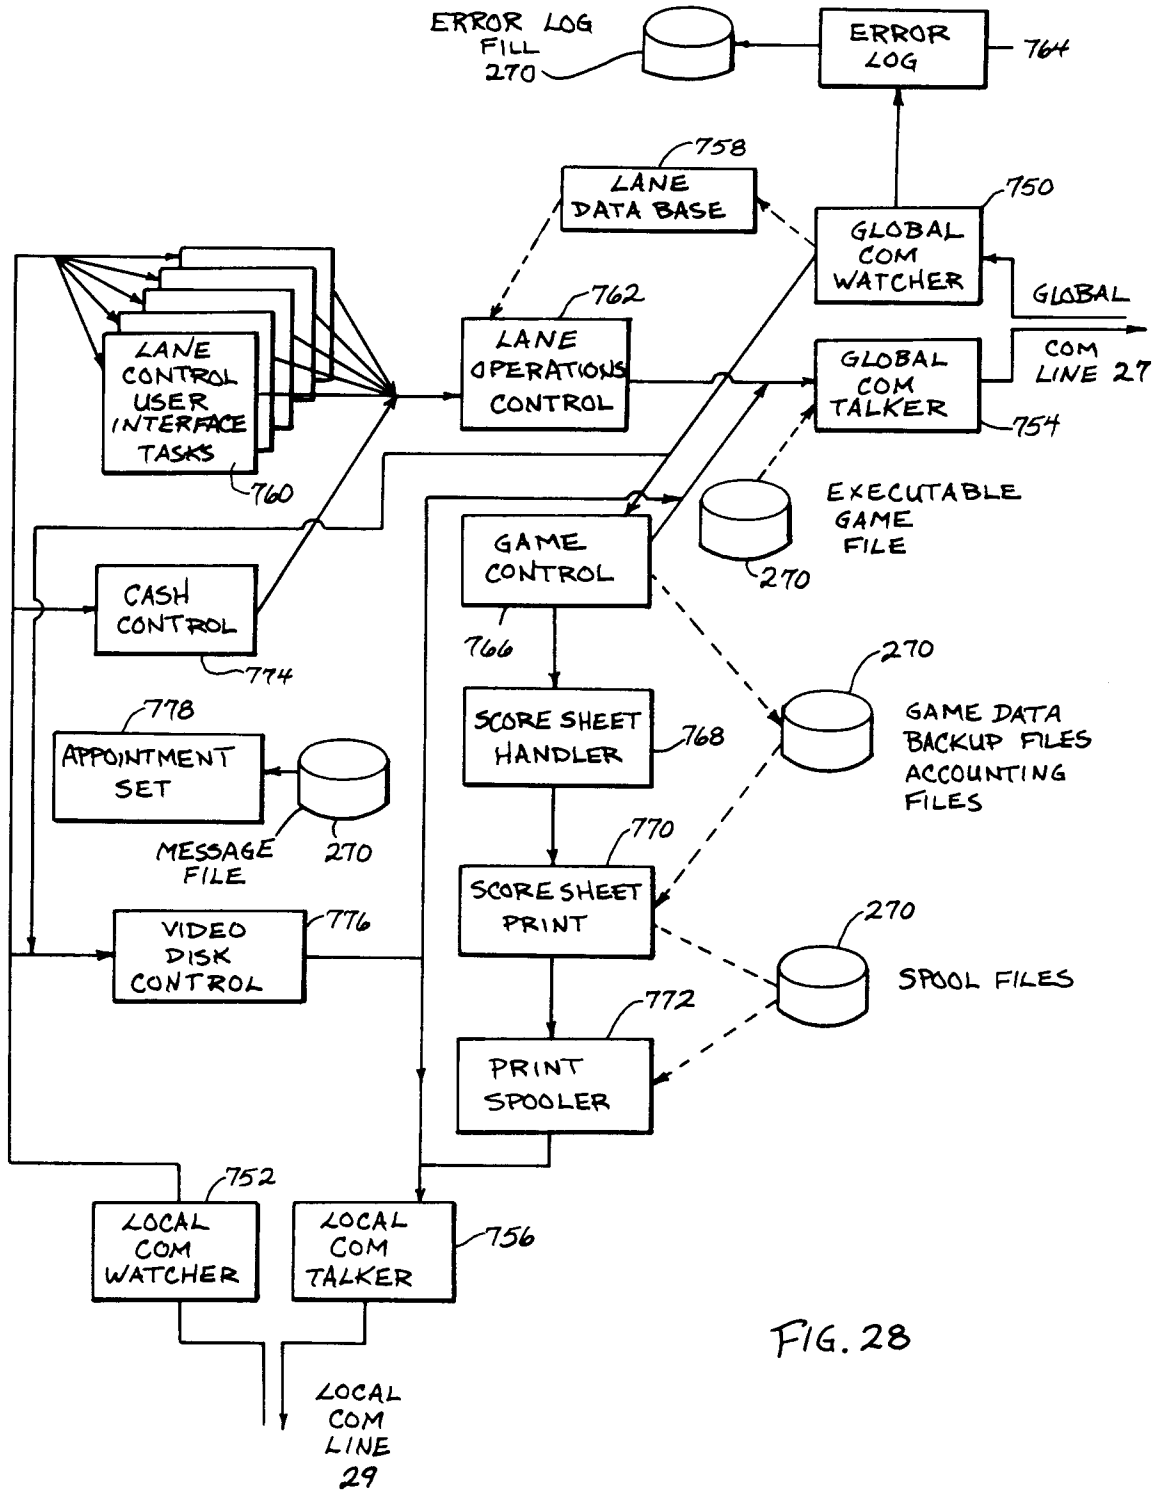 ERROR LOG
FILL
270
ERROR
LOG
764
758
LANE
DATA BASE
750
GLOBAL
COM
WATCHER
GLOBAL
COM
LINE 27
762
LANE
OPERATIONS
CONTROL
GLOBAL
COM
TALKER
754
LANE
CONTROL
USER
INTERFACE
TASKS
760
EXECUTABLE
GAME
FILE
270
GAME
CONTROL
766
CASH
CONTROL
774
270
GAME DATA
BACKUP FILES
ACCOUNTING
FILES
SCORE SHEET
HANDLER
768
778
APPOINTMENT
SET
MESSAGE
FILE
270
770
SCORE SHEET
PRINT
776
VIDEO
DISK
CONTROL
270
SPOOL FILES
772
PRINT
SPOOLER
752
LOCAL
COM
WATCHER
LOCAL
COM
TALKER
756
FIG. 28
LOCAL
COM
LINE
29